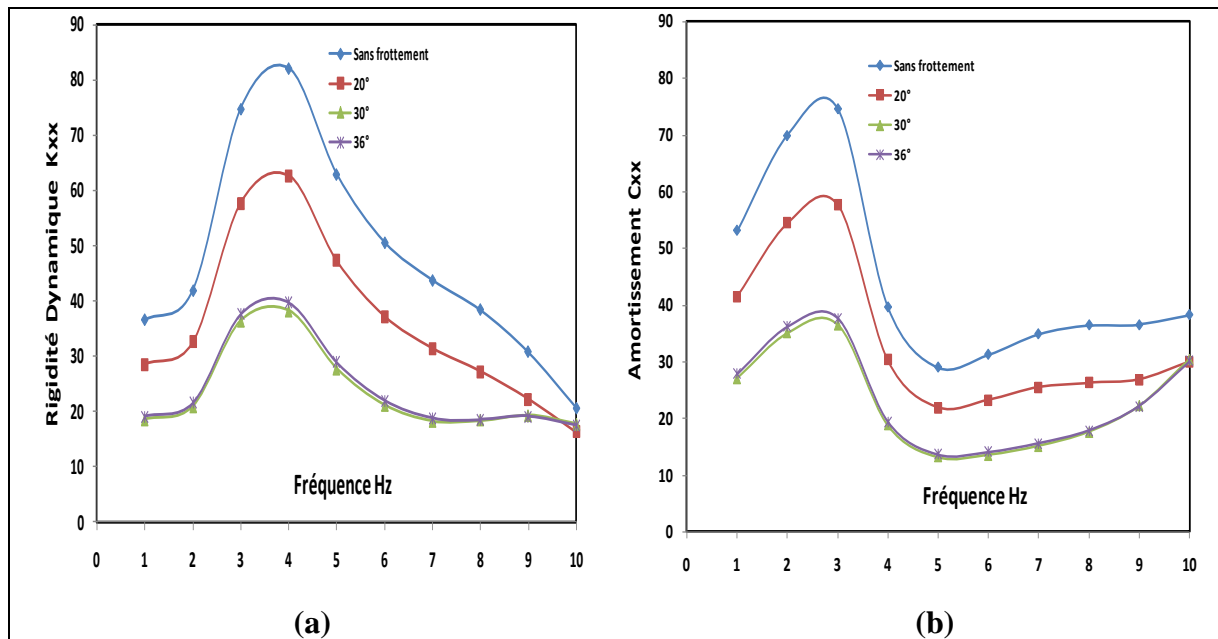 Rigidité Dynamique Kxx
90
80
70
60
50
40
30
20
10
0
Sans frottement
20°
30°
36°
Fréquence Hz
0 1 2 3 4 5 6 7 8 9 10
(a)
Amortissement Cxx
90
80
70
60
50
40
30
20
10
0
Sans frottement
20°
30°
36°
Fréquence Hz
0 1 2 3 4 5 6 7 8 9 10
(b)